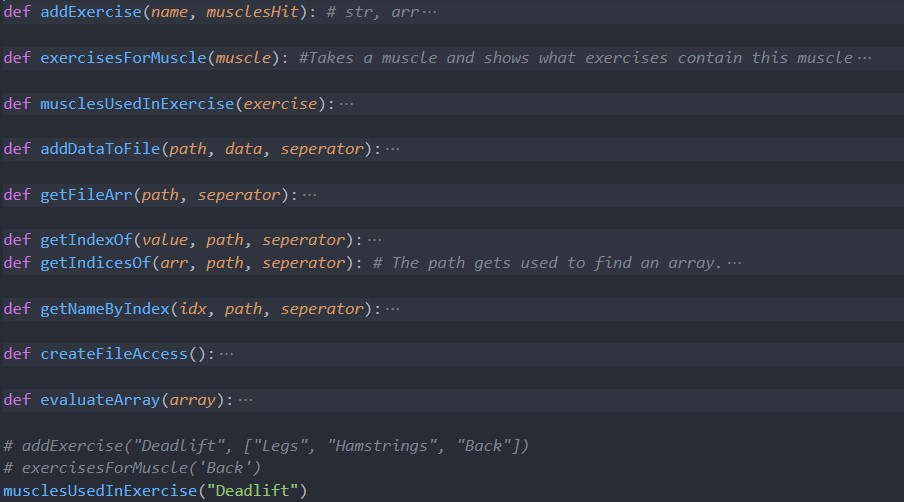 def addExercise(name, musclesHit): # str, arr···
def exercisesForMuscle(muscle): #Takes a muscle and shows what exercises contain this muscle···
def musclesUsedInExercise(exercise):···
def addDataToFile(path, data, seperator):···
def getFileArr(path, seperator):···
def getIndexOf(value, path, seperator):···
def getIndicesOf(arr, path, seperator): # The path gets used to find an array.···
def getNameByIndex(idx, path, seperator):···
def createFileAccess():···
def evaluateArray(array):···
# addExercise("Deadlift", ["Legs", "Hamstrings", "Back"])
# exercisesForMuscle('Back')
musclesUsedInExercise("Deadlift")